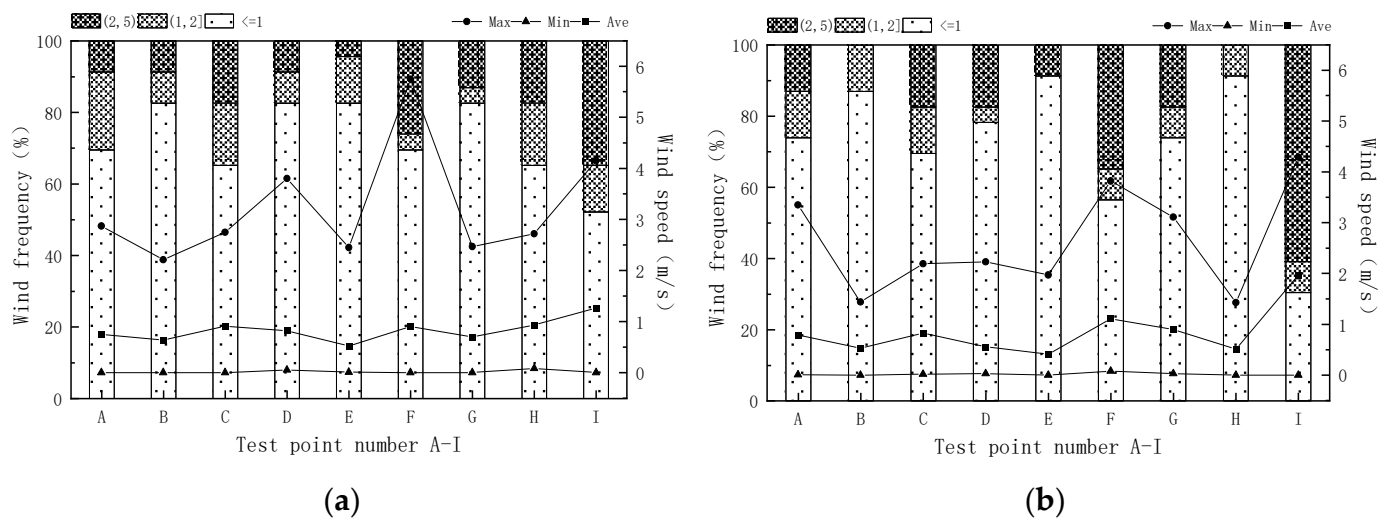 (2,5) (1,2] <=1 Max Min Ave
100
80
60
40
20
0
Wind frequency (%)
6
5
4
3
2
1
0
Wind speed (m/s)
A B C D E F G H I
Test point number A-I
(a)
(2,5) (1,2] <=1 Max Min Ave
100
80
60
40
20
0
Wind frequency (%)
6
5
4
3
2
1
0
Wind speed (m/s)
A B C D E F G H I
Test point number A-I
(b)